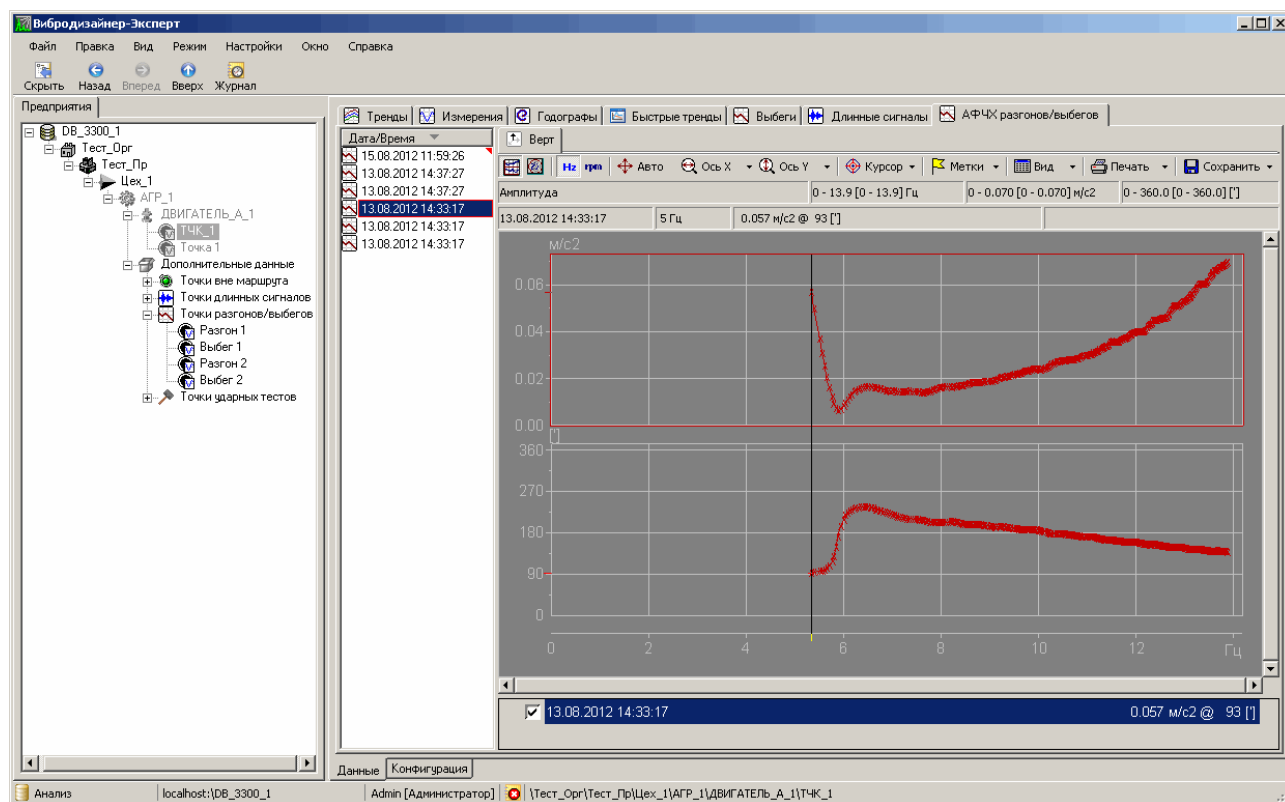 Вибродизайнер-Эксперт
Файл Правка Вид Режим Настройки Окно Справка
Скрыть Назад Вперед Вверх Журнал
Предприятия
DB_3300_1
Тест_Орг
Тест_Пр
Цех_1
АГР_1
ДВИГАТЕЛЬ_А_1
ТЧК_1
Точка 1
Дополнительные данные
Точки вне маршрута
Точки длинных сигналов
Точки разгонов/выбегов
Разгон 1
Выбег 1
Разгон 2
Выбег 2
Точки ударных тестов
Тренды Измерения Годографы Быстрые тренды Выбеги Длинные сигналы АФЧХ разгонов/выбегов
Дата/Время
15.08.2012 11:59:26
13.08.2012 14:37:27
13.08.2012 14:37:27
13.08.2012 14:33:17
13.08.2012 14:33:17
13.08.2012 14:33:17
Верт
Hz rpm Авто Ось X Ось Y Курсор Метки Вид Печать Сохранить
Амплитуда 0 - 13.9 [0 - 13.9] Гц 0 - 0.070 [0 - 0.070] м/с2 0 - 360.0 [0 - 360.0] [']
13.08.2012 14:33:17 5 Гц 0.057 м/с2 @ 93 [']
м/с2
0.06
0.04
0.02
0.00
[']
360
270
180
90
0
0 2 4 6 8 10 12 Гц
13.08.2012 14:33:17 0.057 м/с2 @ 93 [']
Данные Конфигурация
Анализ localhost:\DB_3300_1 Admin [Администратор] \Тест_Орг\Тест_Пр\Цех_1\АГР_1\ДВИГАТЕЛЬ_А_1\ТЧК_1